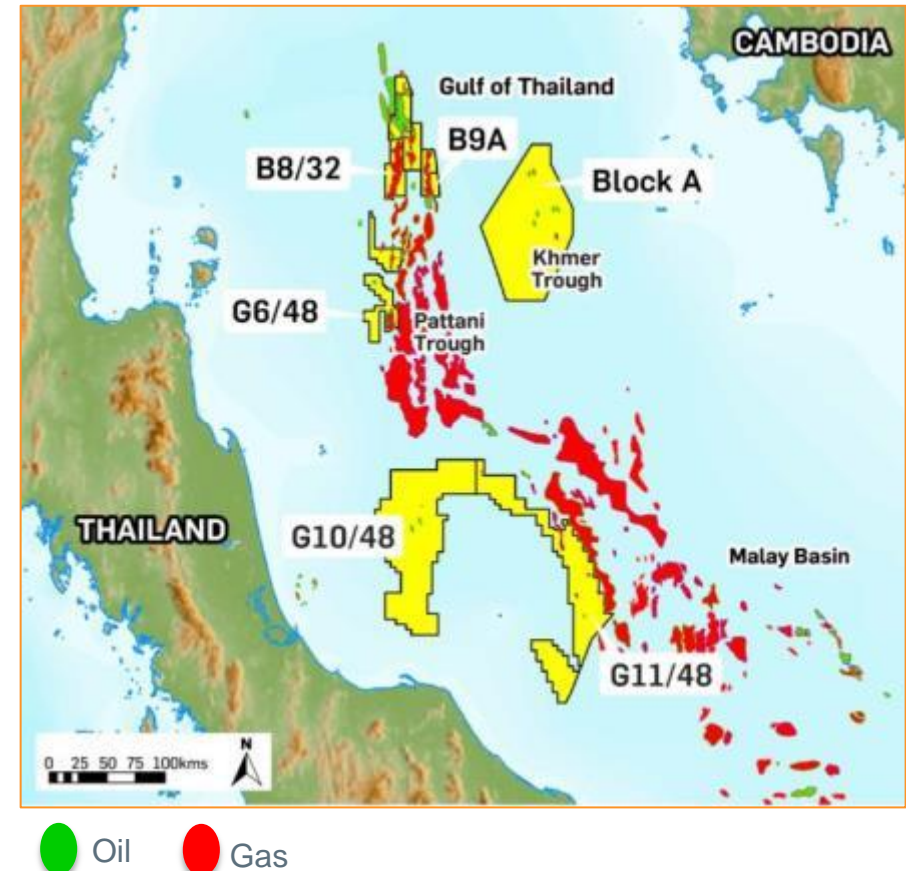 CAMBODIA
Gulf of Thailand
B9A
B8/32
Block A
Khmer
Trough
G6/48
Pattani
Trough
THAILAND
G10/48
Malay Basin
G11/48
N
0 25 50 75 100kms
Oil
Gas